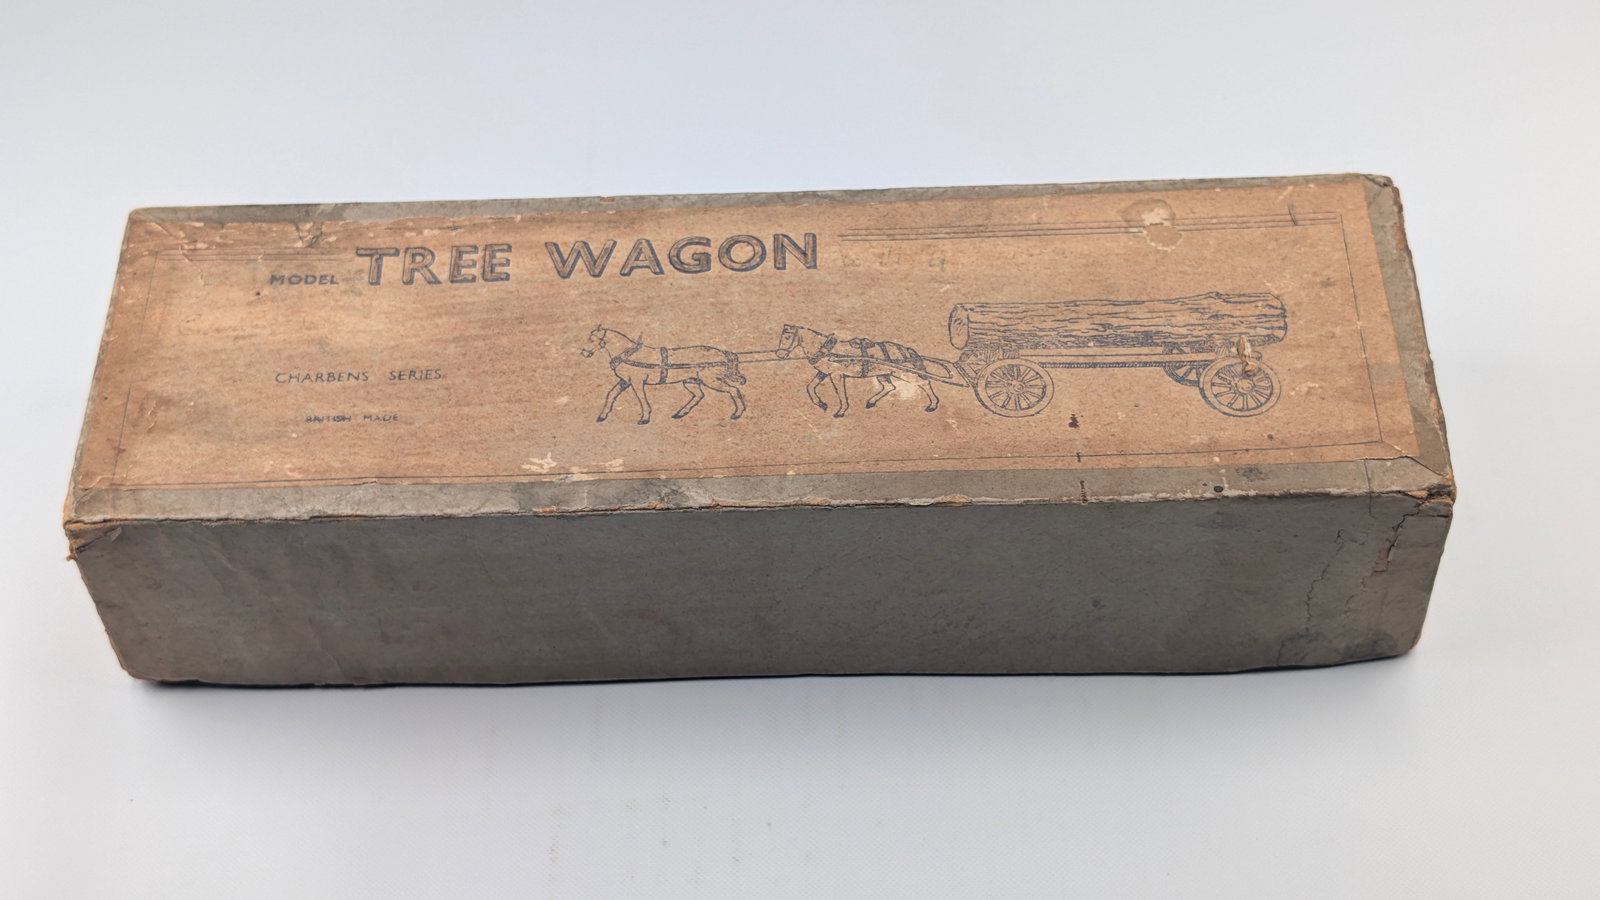 MODEL TREE WAGON
CHARBENS SERIES.
BRITISH MADE